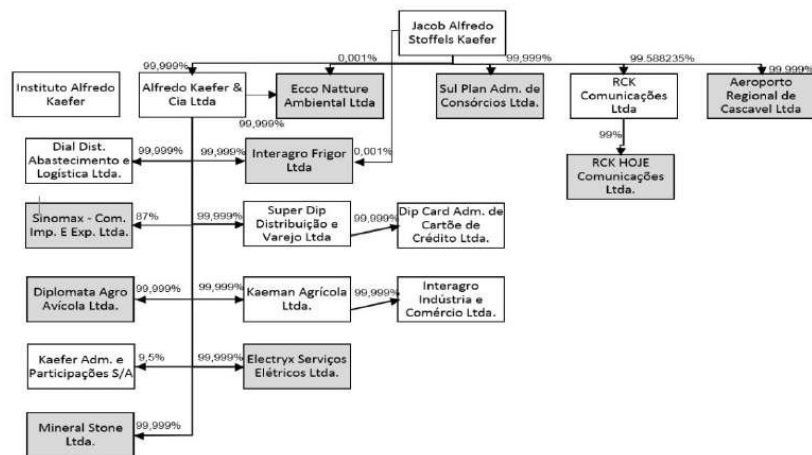 Jacob Alfredo
Stoffels Kaefer
99,999%
0,001%
99,999%
99.588235%
99.999%
Instituto Alfredo
Kaefer
Alfredo Kaefer &
Cia Ltda
Ecco Natture
Ambiental Ltda
Sul Plan Adm. de
Consórcios Ltda.
RCK
Comunicações
Ltda
Aeroporto
Regional de
Cascavel Ltda
99,999%
99%
Dial Dist.
Abastecimento e
Logística Ltda.
99,999%
99,999%
Interagro Frigor
Ltda
0,001%
RCK HOJE
Comunicações
Ltda.
Sinomax - Com.
Imp. E Exp. Ltda.
87%
99,999%
Super Dip
Distribuição e
Varejo Ltda
99,999%
Dip Card Adm. de
Cartõe de
Crédito Ltda.
Diplomata Agro
Avícola Ltda.
99,999%
99,999%
Kaeman Agrícola
Ltda.
99,999%
Interagro
Indústria e
Comércio Ltda.
Kaefer Adm. e
Participações S/A
9,5%
99,999%
Electryx Serviços
Elétricos Ltda.
Mineral Stone
Ltda.
99,999%